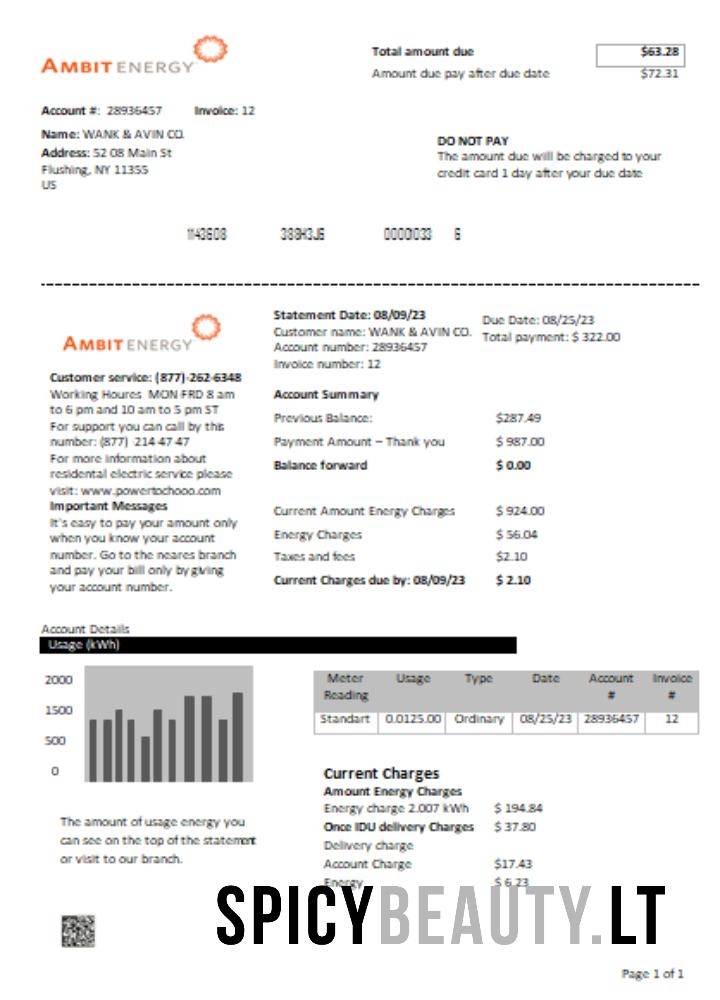 AMBIT ENERGY
Total amount due $63.28
Amount due pay after due date $72.31
Account #: 28936457 Invoice: 12
Name: WANK & AVIN CO.
Address: 52 08 Main St
Flushing, NY 11355
US
DO NOT PAY
The amount due will be charged to your
credit card 1 day after your due date
1143608 388H3J6 00001033 6
AMBIT ENERGY
Customer service: (877)-262-6348
Working Houres MON-FRD 8 am
to 6 pm and 10 am to 5 pm ST
For support you can call by this
number: (877) -214-47-47
For more information about
residential electric service please
visit: www.powertochooo.com
Important Messages
It's easy to pay your amount only
when you know your account
number. Go to the neares branch
and pay your bill only by giving
your account number.
Statement Date: 08/09/23
Customer name: WANK & AVIN CO.
Account number: 28936457
Invoice number: 12
Due Date: 08/25/23
Total payment: $ 322.00
Account Summary
Previous Balance: $287.49
Payment Amount – Thank you $ 987.00
Balance forward $ 0.00
Current Amount Energy Charges $ 924.00
Energy Charges $ 56.04
Taxes and fees $2.10
Current Charges due by: 08/09/23 $ 2.10
Account Details
Usage (kWh)
2000
1500
500
0
The amount of usage energy you
can see on the top of the statement
or visit to our branch.
Meter Reading Usage Type Date Account # Invoice #
Standart 0.0125.00 Ordinary 08/25/23 28936457 12
Current Charges
Amount Energy Charges
Energy charge 2.007 kWh $ 194.84
Once IDU delivery Charges $ 37.80
Delivery charge
Account Charge $17.43
Energy $ 6.23
SPICYBEAUTY.LT
Page 1 of 1